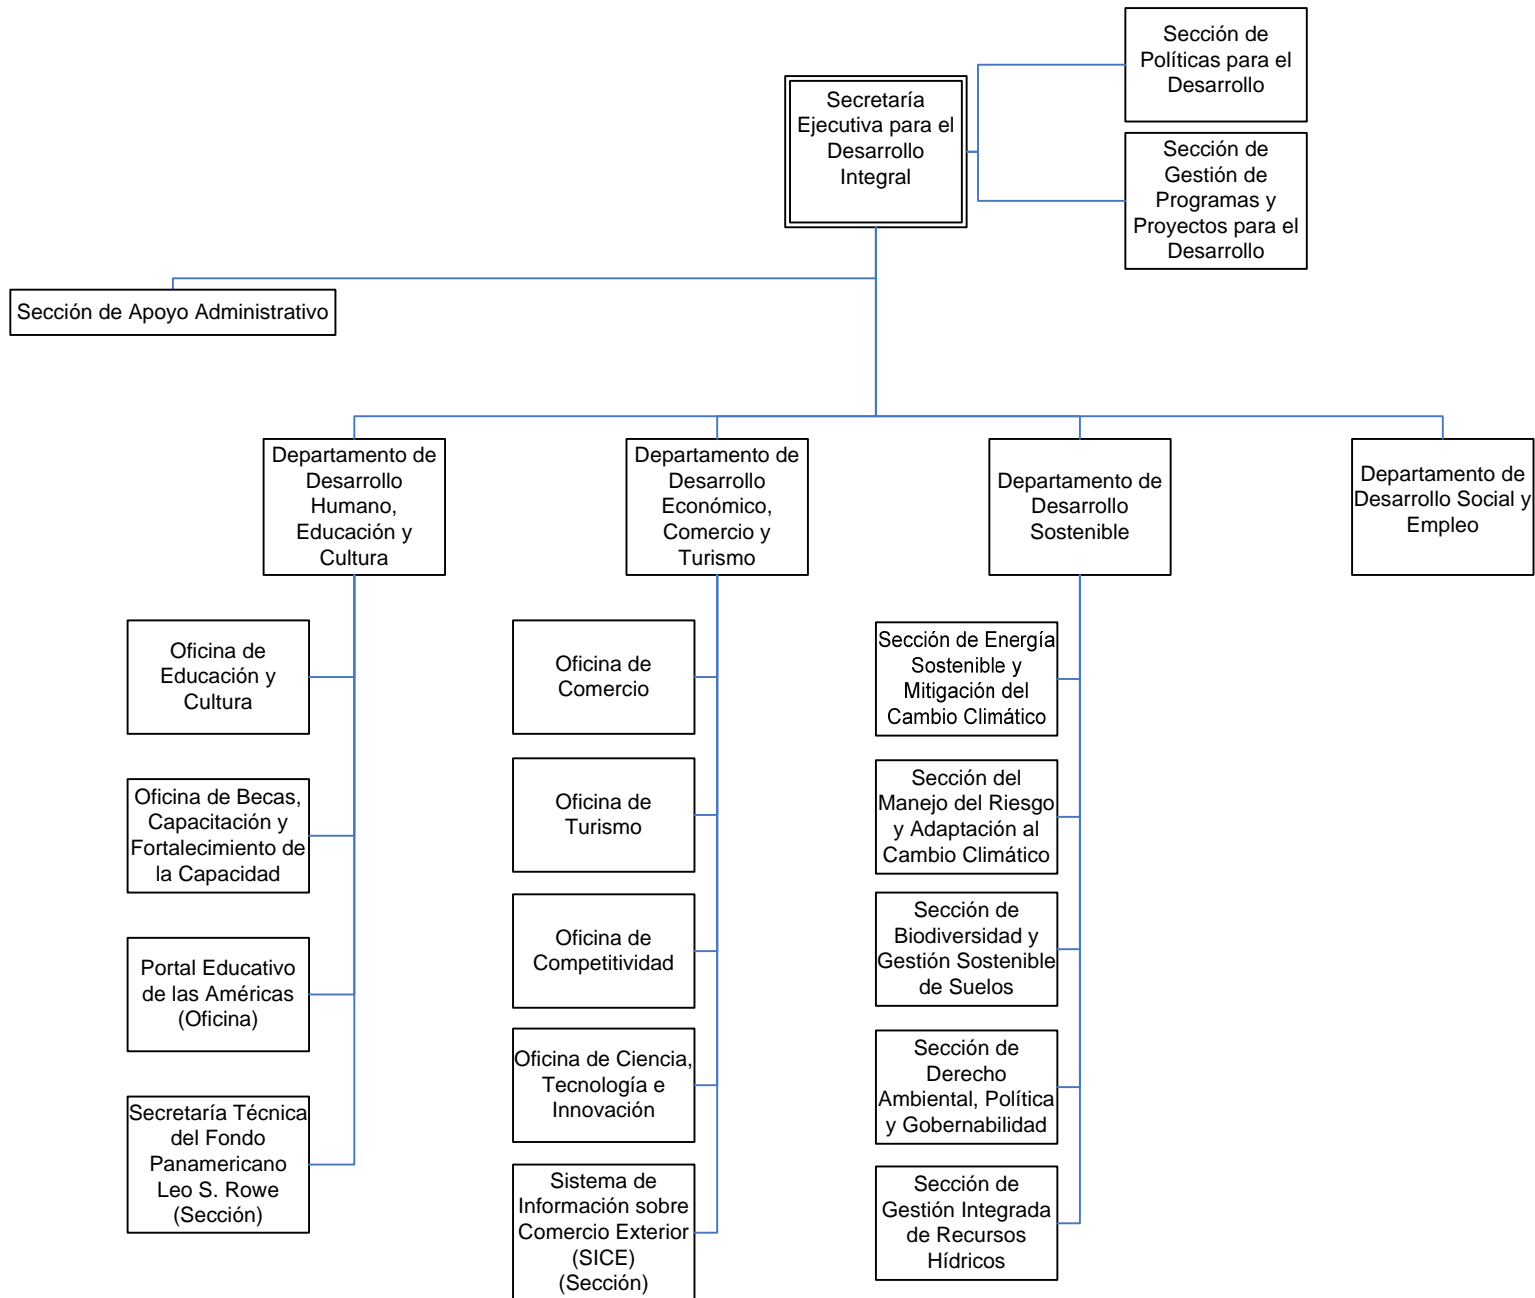 Sección de
Políticas para el
Desarrollo
Secretaría
Ejecutiva para el
Desarrollo
Integral
Sección de
Gestión de
Programas y
Proyectos para el
Desarrollo
Sección de Apoyo Administrativo
Departamento de
Desarrollo
Humano,
Educación y
Cultura
Departamento de
Desarrollo
Económico,
Comercio y
Turismo
Departamento de
Desarrollo
Sostenible
Departamento de
Desarrollo Social y
Empleo
Oficina de
Educación y
Cultura
Oficina de Becas,
Capacitación y
Fortalecimiento de
la Capacidad
Portal Educativo
de las Américas
(Oficina)
Secretaría Técnica
del Fondo
Panamericano
Leo S. Rowe
(Sección)
Oficina de
Comercio
Oficina de
Turismo
Oficina de
Competitividad
Oficina de Ciencia,
Tecnología e
Innovación
Sistema de
Información sobre
Comercio Exterior
(SICE)
(Sección)
Sección de Energía
Sostenible y
Mitigación del
Cambio Climático
Sección del
Manejo del Riesgo
y Adaptación al
Cambio Climático
Sección de
Biodiversidad y
Gestión Sostenible
de Suelos
Sección de
Derecho
Ambiental, Política
y Gobernabilidad
Sección de
Gestión Integrada
de Recursos
Hídricos